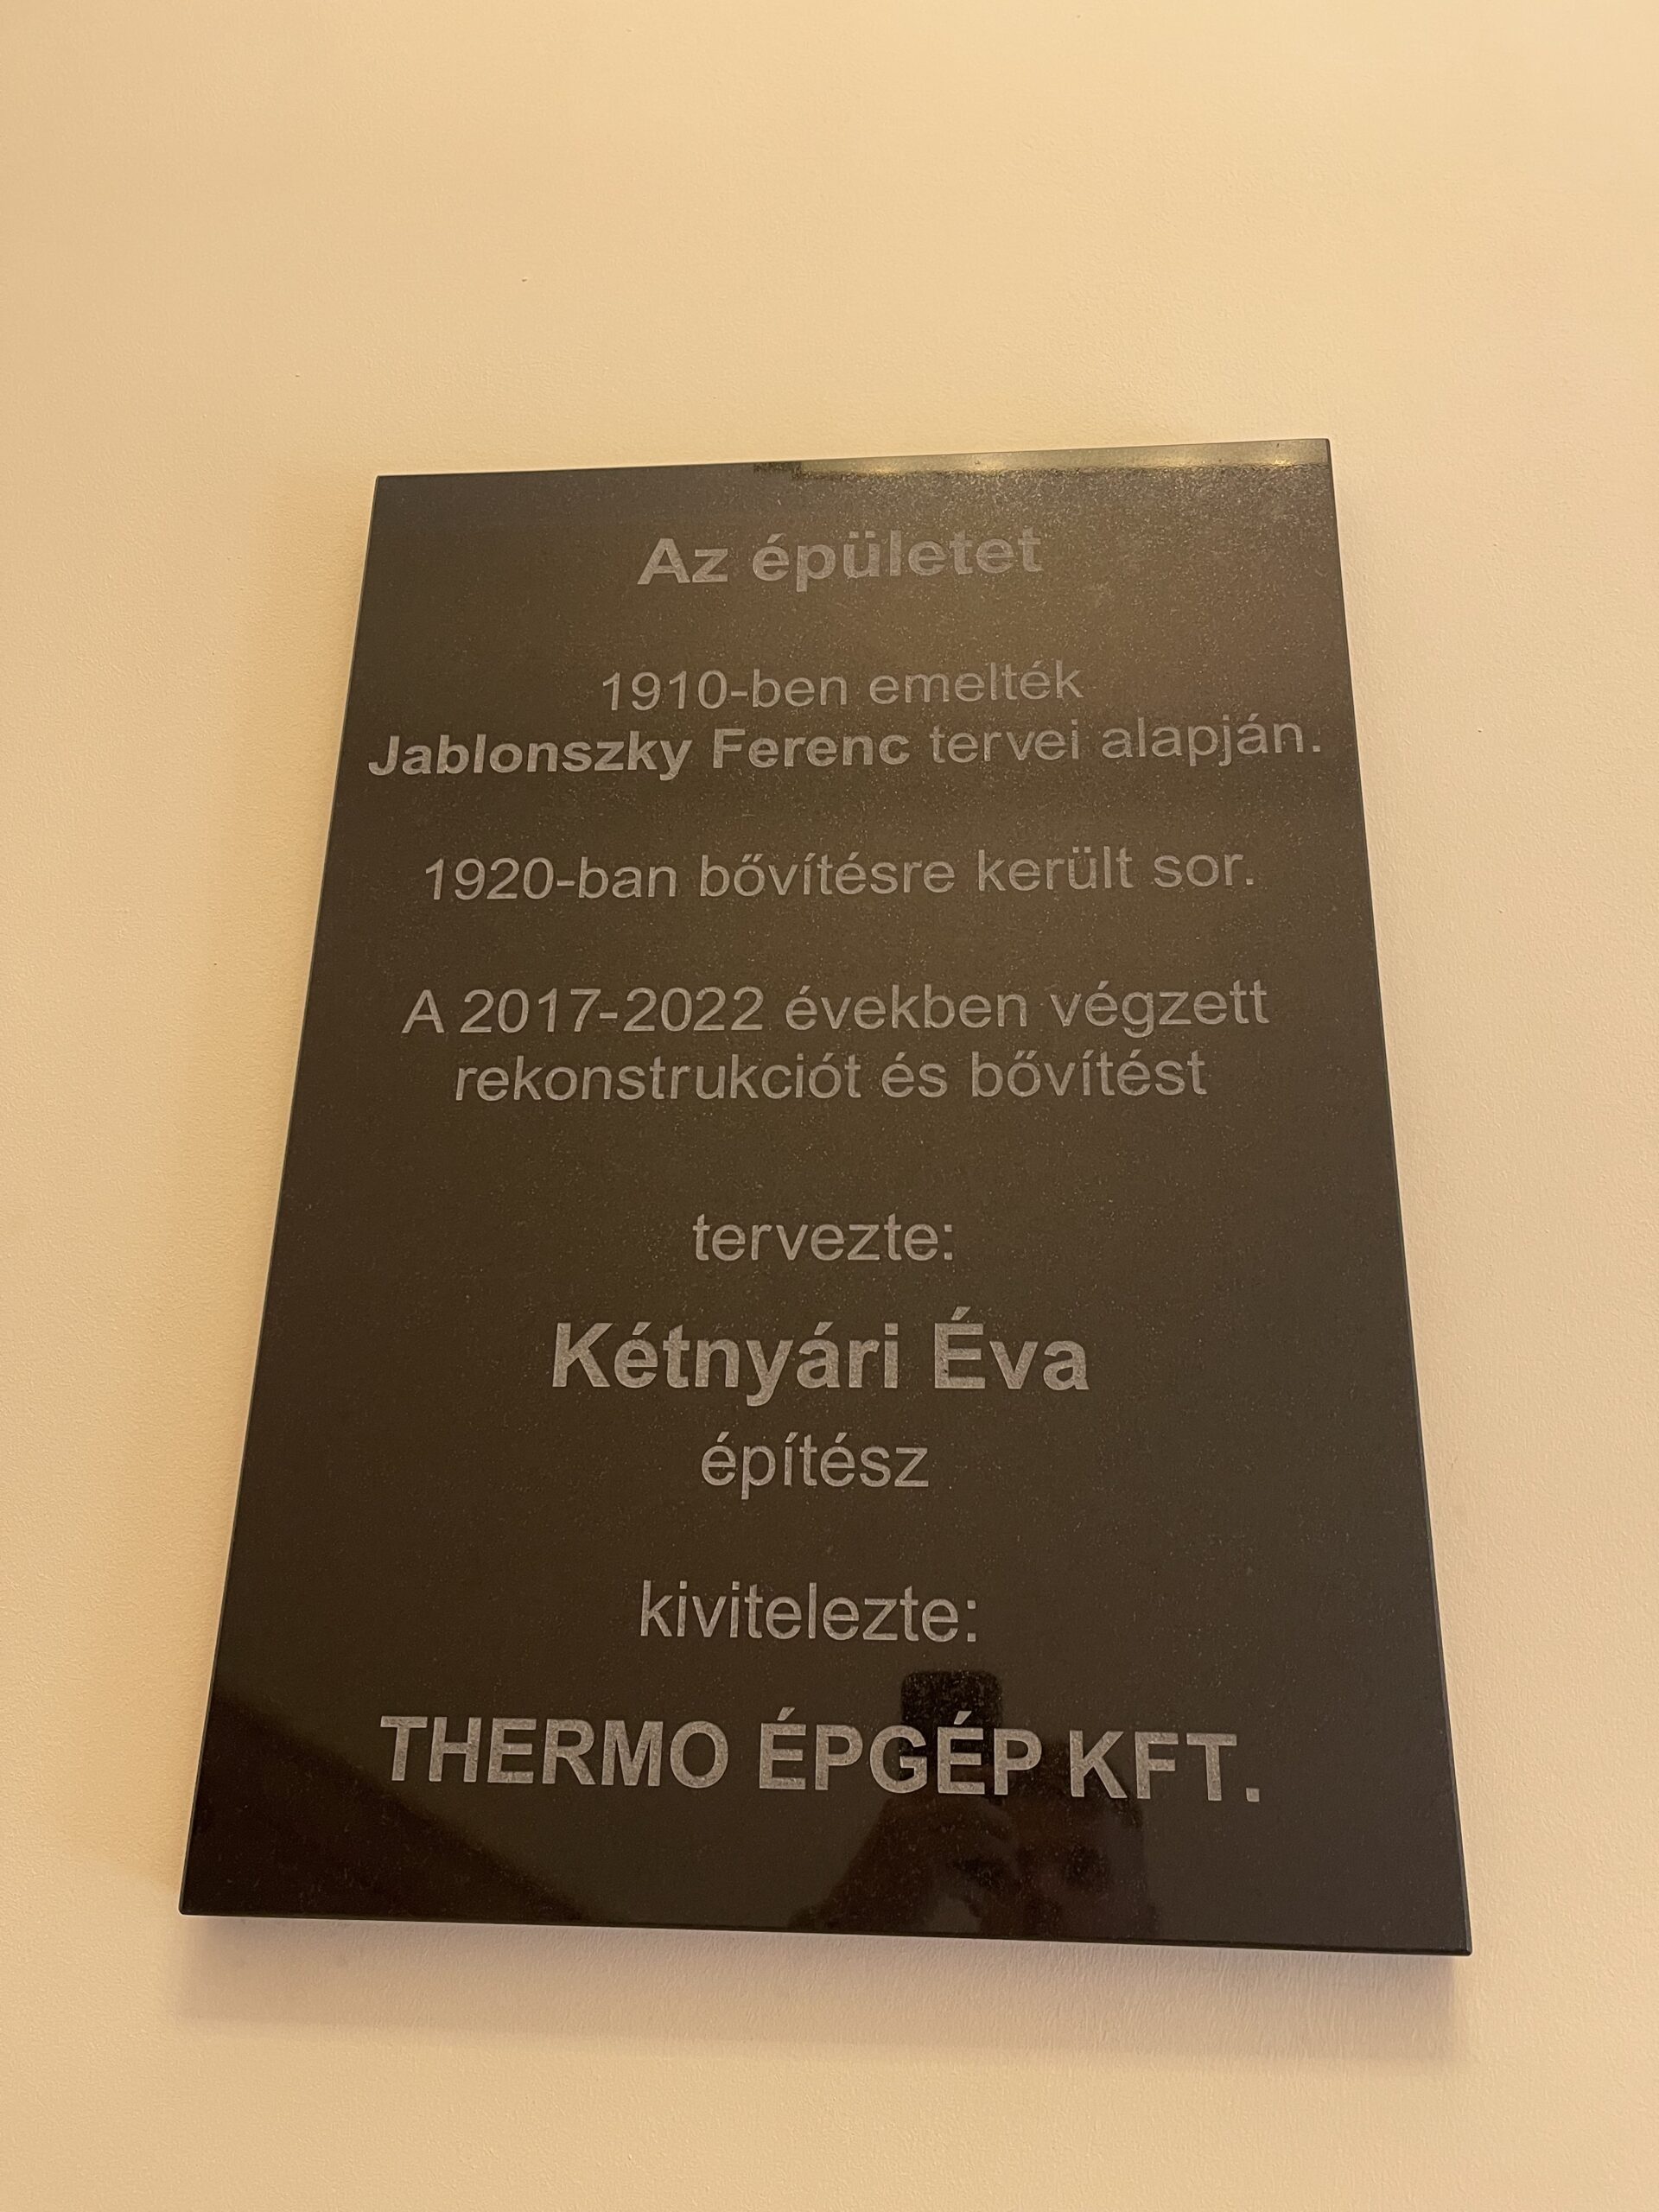 Az épületet
1910-ben emelték
Jablonszky Ferenc tervei alapján.
1920-ban bővítésre került sor.
A 2017-2022 években végzett
rekonstrukciót és bővítést
tervezte:
Kétnyári Éva
építész
kivitelezte:
THERMO ÉPGÉP KFT.